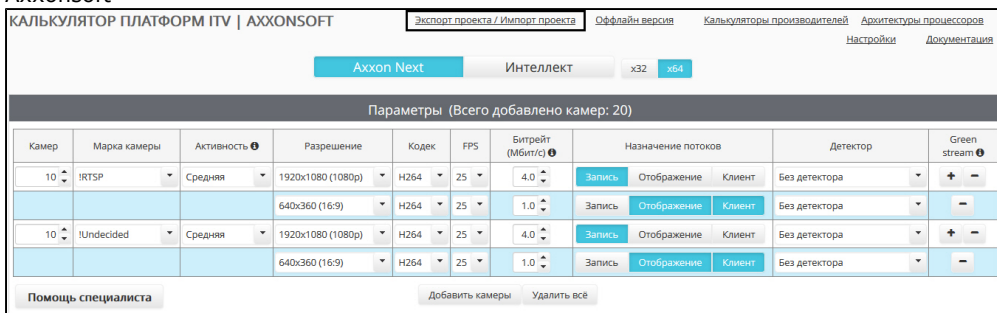 AxxonSoft
КАЛЬКУЛЯТОР ПЛАТФОРМ ITV | AXXONSOFT
Экспорт проекта / Импорт проекта Оффлайн версия Калькуляторы производителей Архитектуры процессоров
Настройки Документация
Axxon Next Интеллект x32 x64
Параметры (Всего добавлено камер: 20)
Камер Марка камеры Активность Разрешение Кодек FPS Битрейт (Мбит/с) Назначение потоков Детектор Green stream
10 !RTSP Средняя 1920x1080 (1080p) H264 25 4.0 Запись Отображение Клиент Без детектора + −
640x360 (16:9) H264 25 1.0 Запись Отображение Клиент Без детектора −
10 !Undecided Средняя 1920x1080 (1080p) H264 25 4.0 Запись Отображение Клиент Без детектора + −
640x360 (16:9) H264 25 1.0 Запись Отображение Клиент Без детектора −
Помощь специалиста Добавить камеры Удалить всё